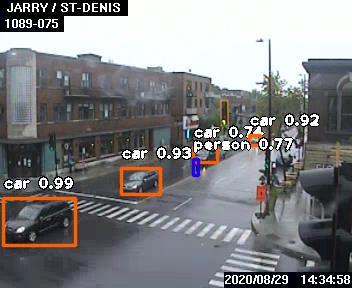 JARRY / ST-DENIS
1089-075
car 0.92
car 0.74
person 0.77
car 0.93
car 0.99
2020/08/29 14:34:58